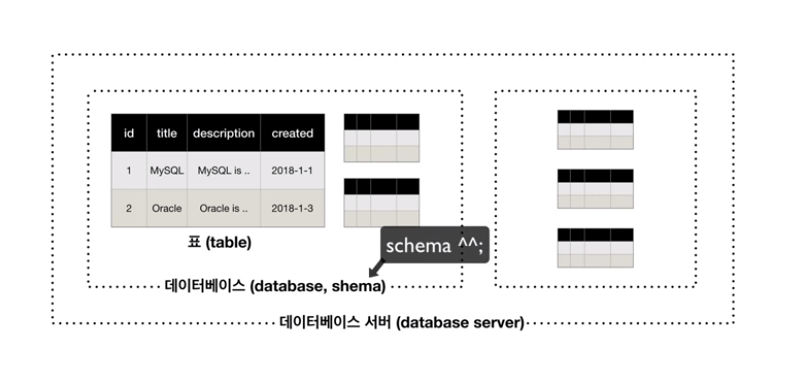 id title description created
1 MySQL MySQL is .. 2018-1-1
2 Oracle Oracle is .. 2018-1-3
표 (table)
schema ^^;
데이터베이스 (database, shema)
데이터베이스 서버 (database server)